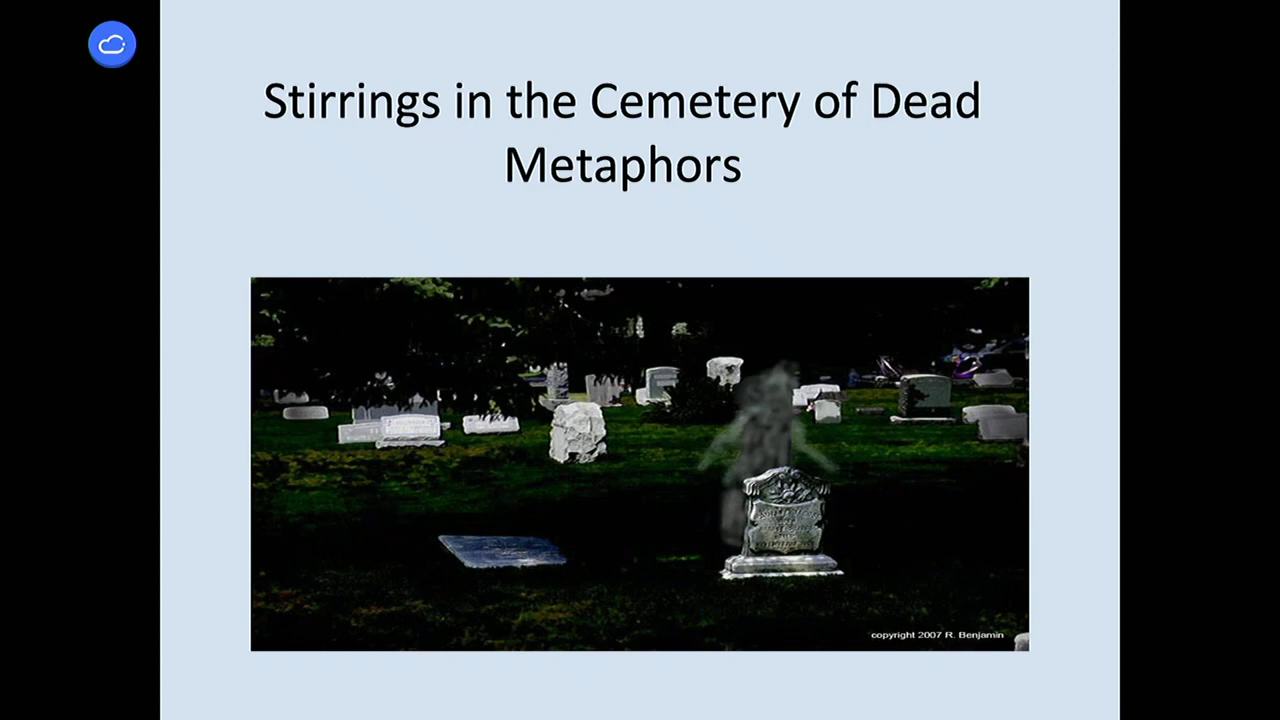 Stirrings in the Cemetery of Dead
Metaphors
copyright 2007 R. Benjamin